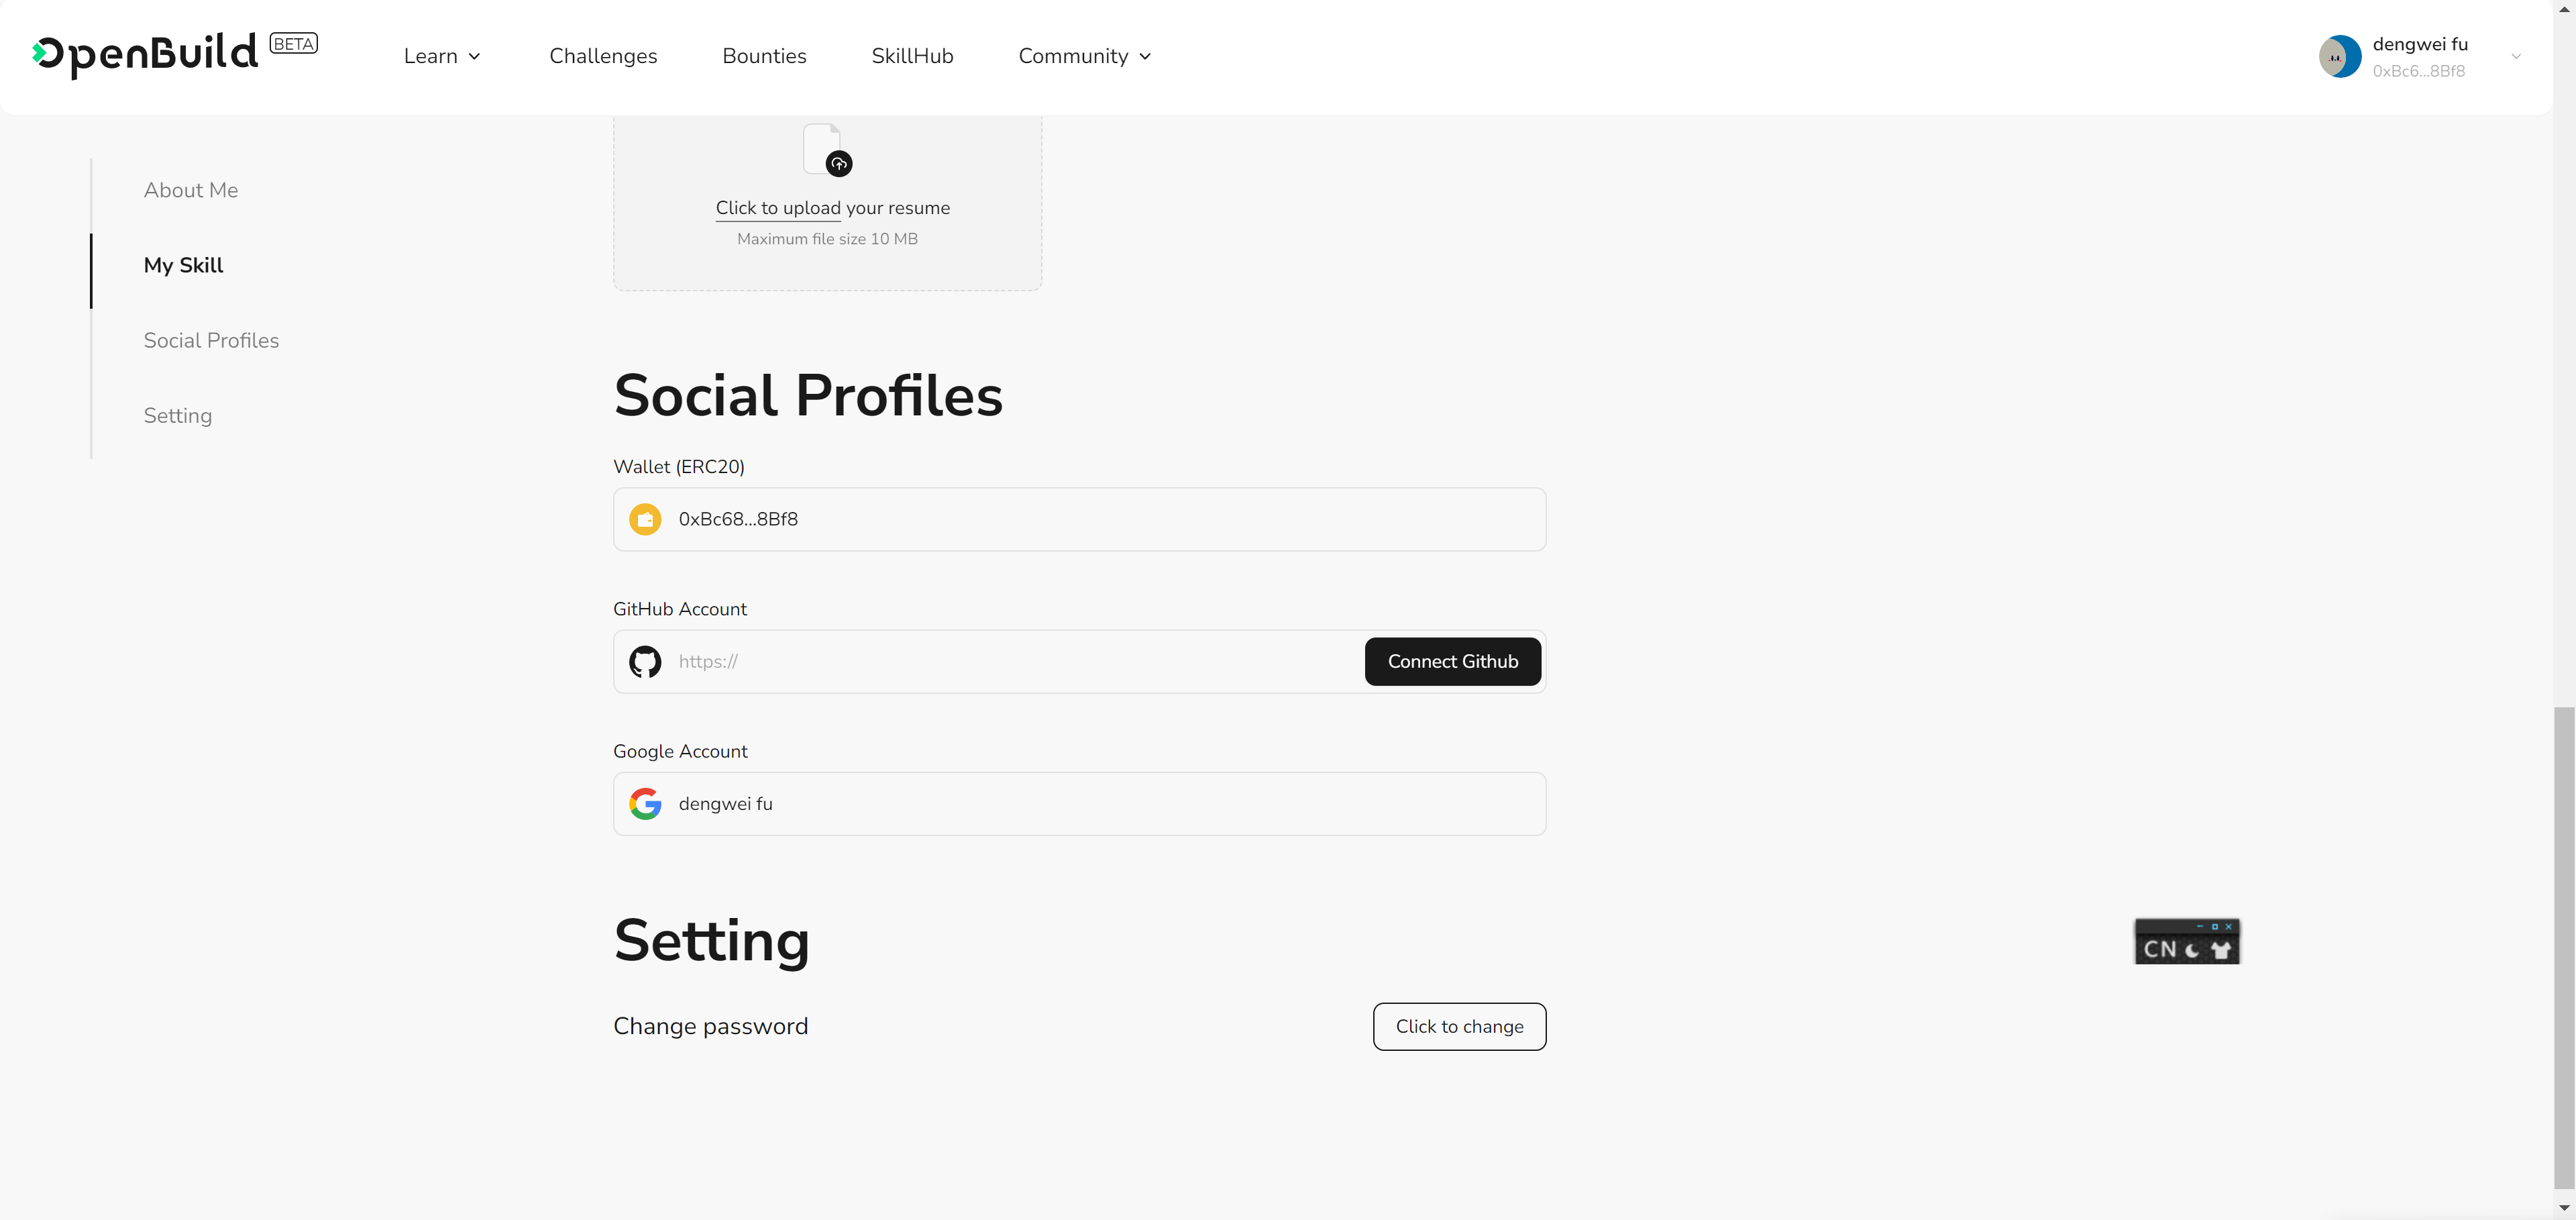 OpenBuild BETA
Learn
Challenges
Bounties
SkillHub
Community
dengwei fu
0xBc6...8Bf8
About Me
My Skill
Social Profiles
Setting
Click to upload your resume
Maximum file size 10 MB
Social Profiles
Wallet (ERC20)
0xBc68...8Bf8
GitHub Account
https://
Connect Github
Google Account
dengwei fu
Setting
Change password
Click to change
CN